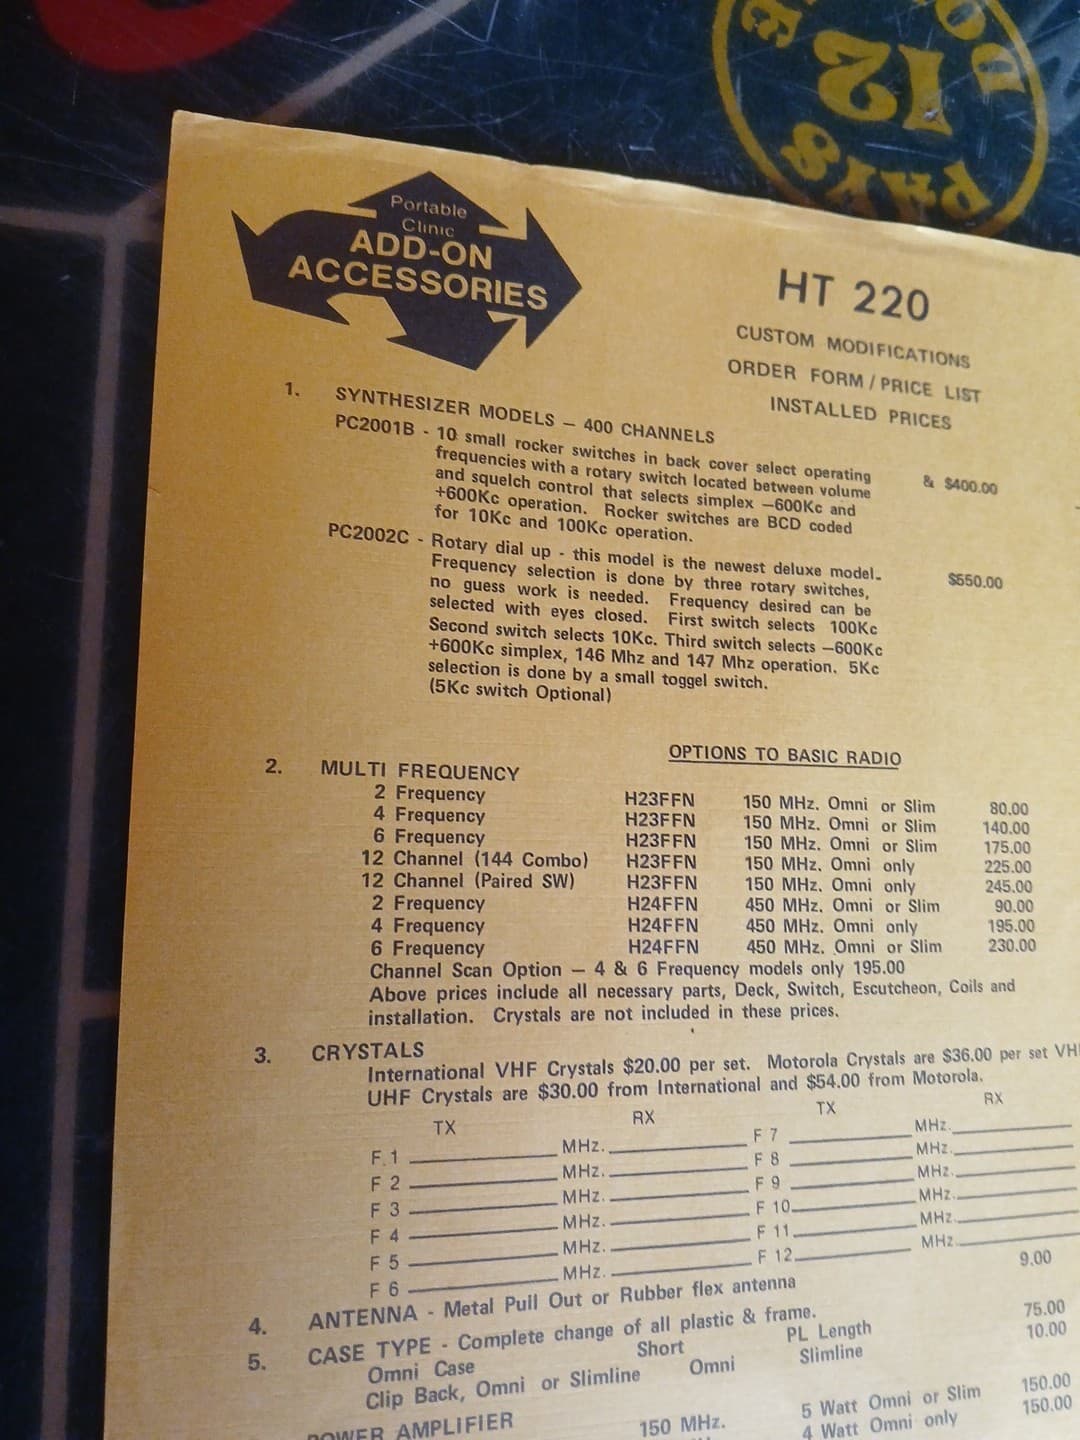 DOUBLE
12
PAYS
Portable
Clinic
ADD-ON
ACCESSORIES
HT 220
CUSTOM MODIFICATIONS
ORDER FORM / PRICE LIST
INSTALLED PRICES
1. SYNTHESIZER MODELS — 400 CHANNELS
PC2001B - 10 small rocker switches in back cover select operating & $400.00
frequencies with a rotary switch located between volume
and squelch control that selects simplex —600Kc and
+600Kc operation. Rocker switches are BCD coded
for 10Kc and 100Kc operation.
PC2002C - Rotary dial up - this model is the newest deluxe model. $550.00
Frequency selection is done by three rotary switches,
no guess work is needed. Frequency desired can be
selected with eyes closed. First switch selects 100Kc
Second switch selects 10Kc. Third switch selects —600Kc
+600Kc simplex, 146 Mhz and 147 Mhz operation. 5Kc
selection is done by a small toggel switch.
(5Kc switch Optional)
OPTIONS TO BASIC RADIO
2. MULTI FREQUENCY
2 Frequency H23FFN 150 MHz. Omni or Slim 80.00
4 Frequency H23FFN 150 MHz. Omni or Slim 140.00
6 Frequency H23FFN 150 MHz. Omni or Slim 175.00
12 Channel (144 Combo) H23FFN 150 MHz. Omni only 225.00
12 Channel (Paired SW) H23FFN 150 MHz. Omni only 245.00
2 Frequency H24FFN 450 MHz. Omni or Slim 90.00
4 Frequency H24FFN 450 MHz. Omni only 195.00
6 Frequency H24FFN 450 MHz. Omni or Slim 230.00
Channel Scan Option — 4 & 6 Frequency models only 195.00
Above prices include all necessary parts, Deck, Switch, Escutcheon, Coils and
installation. Crystals are not included in these prices.
3. CRYSTALS
International VHF Crystals $20.00 per set. Motorola Crystals are $36.00 per set VHF
UHF Crystals are $30.00 from International and $54.00 from Motorola.
TX RX TX RX
F.1 MHz. F 7 MHz.
F 2 MHz. F 8 MHz.
F 3 MHz. F 9 MHz.
F 4 MHz. F 10 MHz.
F 5 MHz. F 11 MHz.
F 6 MHz. F 12 MHz.
4. ANTENNA - Metal Pull Out or Rubber flex antenna 9.00
5. CASE TYPE - Complete change of all plastic & frame.
Omni Case Short PL Length 75.00
Clip Back, Omni or Slimline Omni Slimline 10.00
POWER AMPLIFIER 150 MHz. 5 Watt Omni or Slim 150.00
4 Watt Omni only 150.00